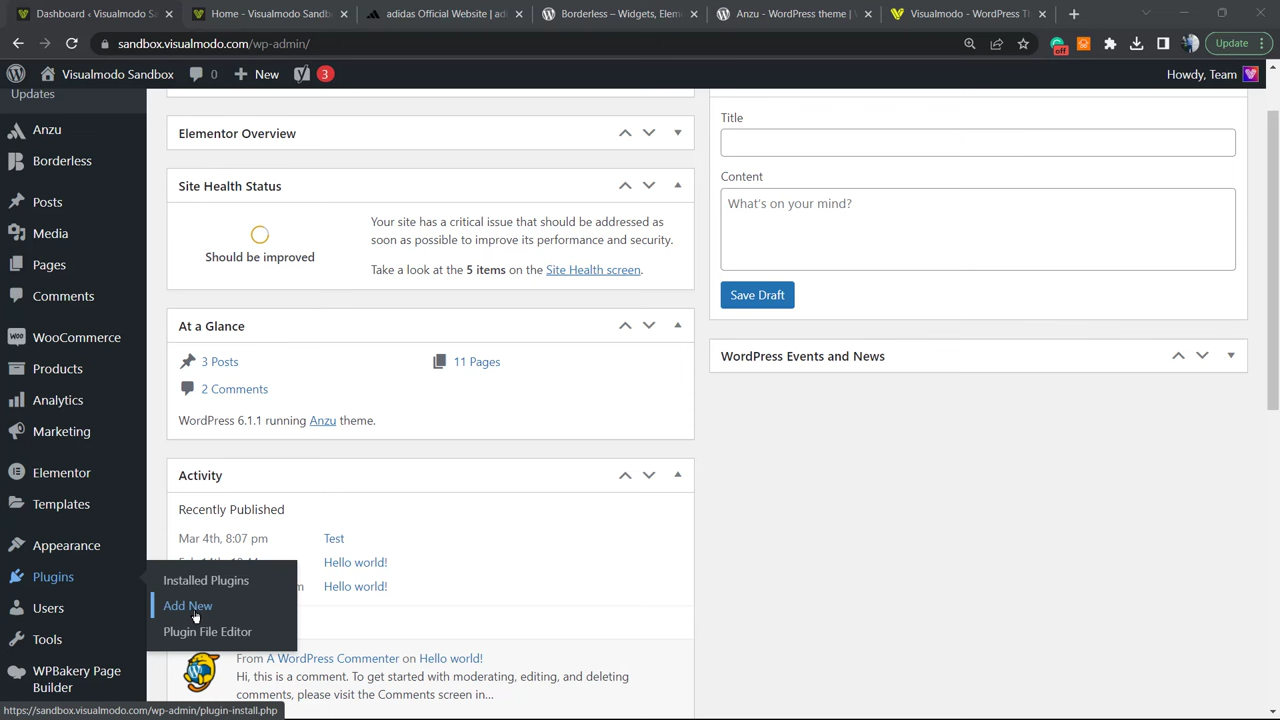 Dashboard ‹ Visualmodo Sa
Home - Visualmodo Sandb
adidas Official Website | adi
Borderless – Widgets, Eleme
Anzu - WordPress theme | V
Visualmodo - WordPress Th
sandbox.visualmodo.com/wp-admin/
off
Update
Visualmodo Sandbox
0
New
3
Howdy, Team
Updates
Anzu
Borderless
Posts
Media
Pages
Comments
WooCommerce
Products
Analytics
Marketing
Elementor
Templates
Appearance
Plugins
Users
Tools
WPBakery Page
Builder
Installed Plugins
Add New
Plugin File Editor
Elementor Overview
Site Health Status
Should be improved
Your site has a critical issue that should be addressed as
soon as possible to improve its performance and security.
Take a look at the 5 items on the Site Health screen.
At a Glance
3 Posts
11 Pages
2 Comments
WordPress 6.1.1 running Anzu theme.
Activity
Recently Published
Mar 4th, 8:07 pm
Test
Hello world!
Hello world!
From A WordPress Commenter on Hello world!
Hi, this is a comment. To get started with moderating, editing, and deleting
comments, please visit the Comments screen in...
Title
Content
What's on your mind?
Save Draft
WordPress Events and News
https://sandbox.visualmodo.com/wp-admin/plugin-install.php